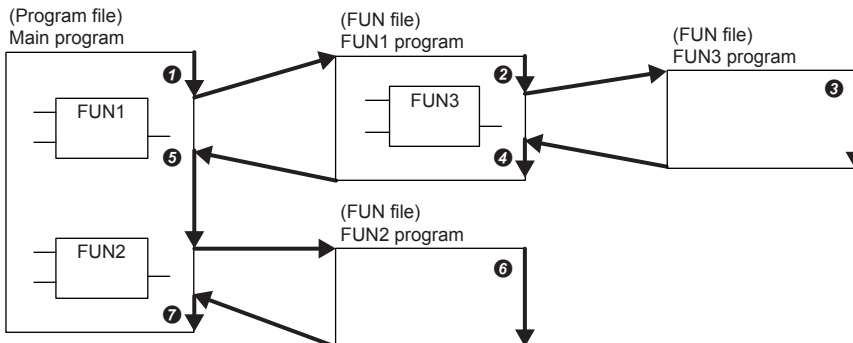 (Program file)
Main program
FUN1
FUN2
❶
❺
❼
(FUN file)
FUN1 program
FUN3
❷
❹
(FUN file)
FUN3 program
❸
(FUN file)
FUN2 program
❻